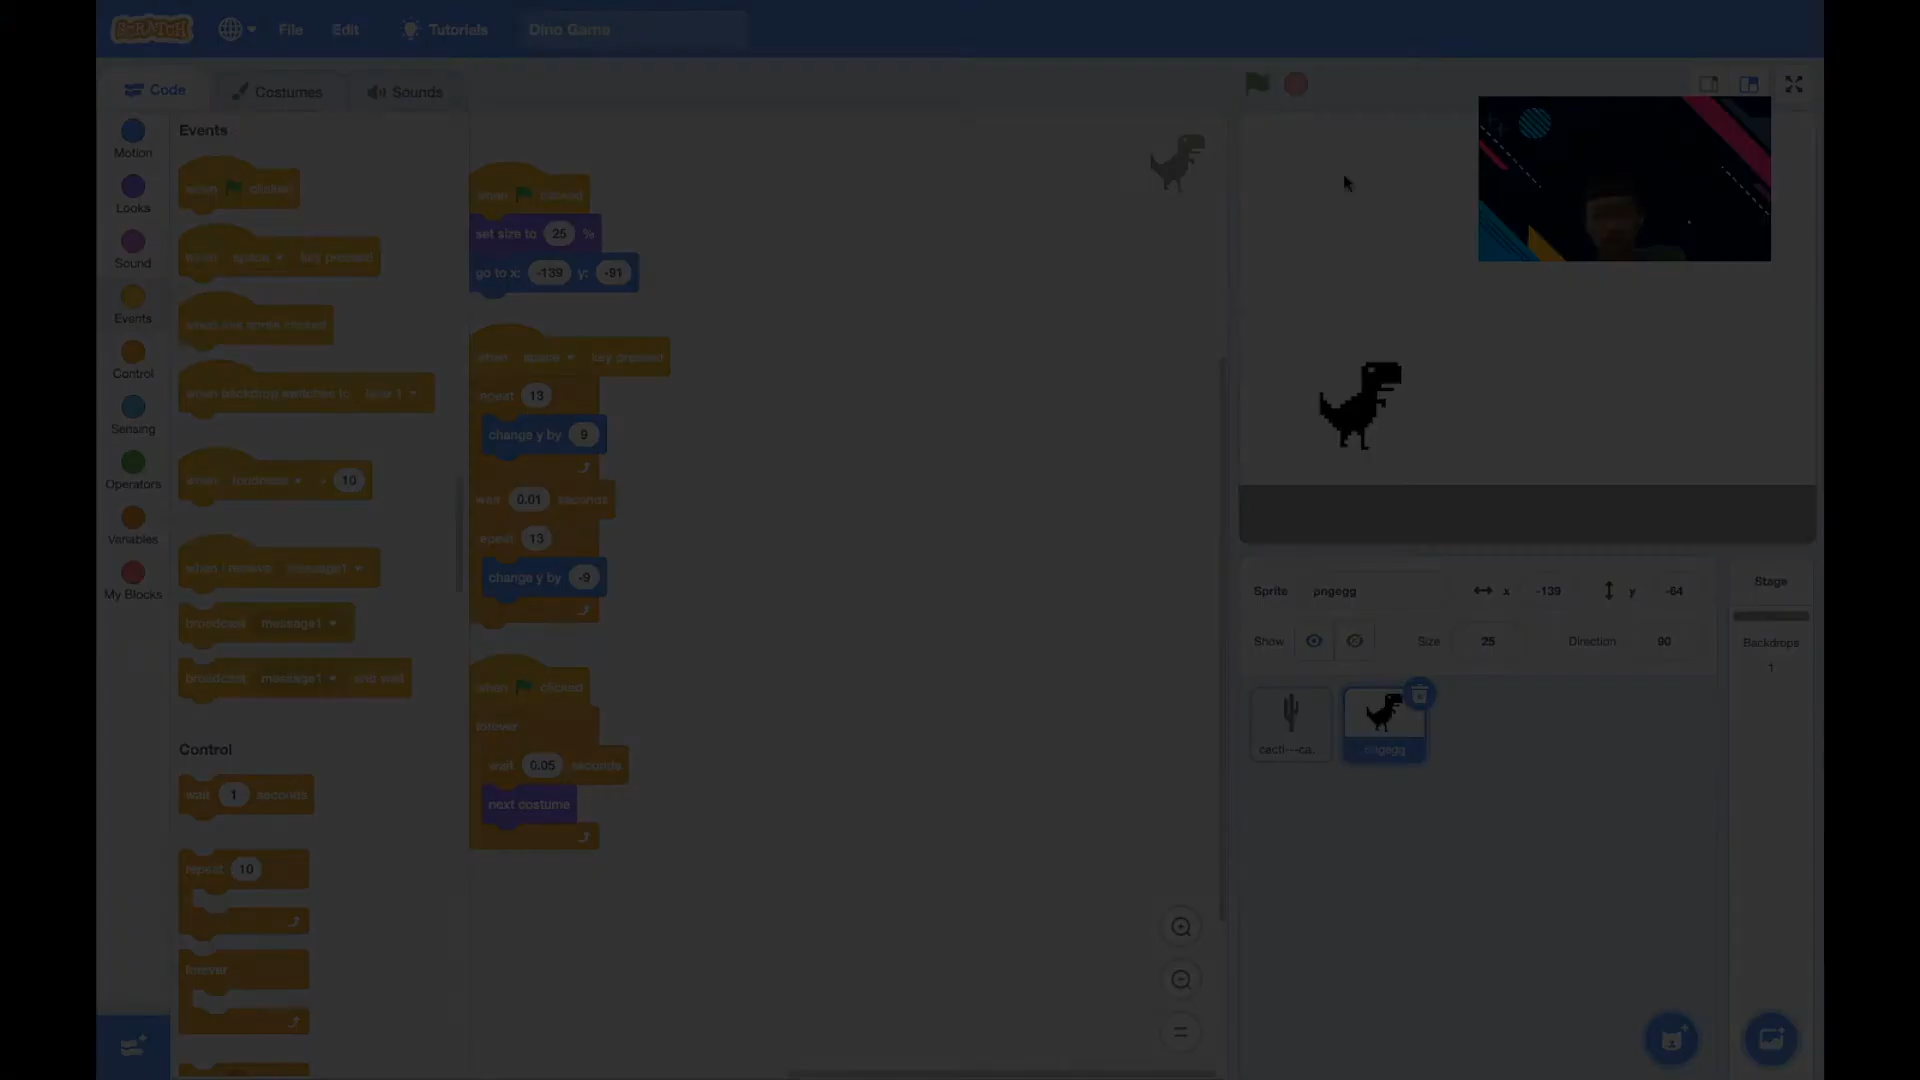 SCRATCH
File
Edit
Tutorials
Dino Game
Code
Costumes
Sounds
Motion
Looks
Sound
Events
Control
Sensing
Operators
Variables
My Blocks
Events
when clicked
when space key pressed
when this sprite clicked
when backdrop switches to
when loudness > 10
when I receive message1
broadcast message1
broadcast message1 and wait
Control
wait 1 seconds
repeat 10
forever
when clicked
set size to 25 %
go to x: -139 y: -91
when space key pressed
repeat 13
change y by 9
wait 0.01 seconds
repeat 13
change y by -9
when clicked
forever
wait 0.05 seconds
next costume
Sprite
pngegg
x -139
y -64
Show
Size 25
Direction 90
cacti---ca...
pngegg
Stage
Backdrops
1